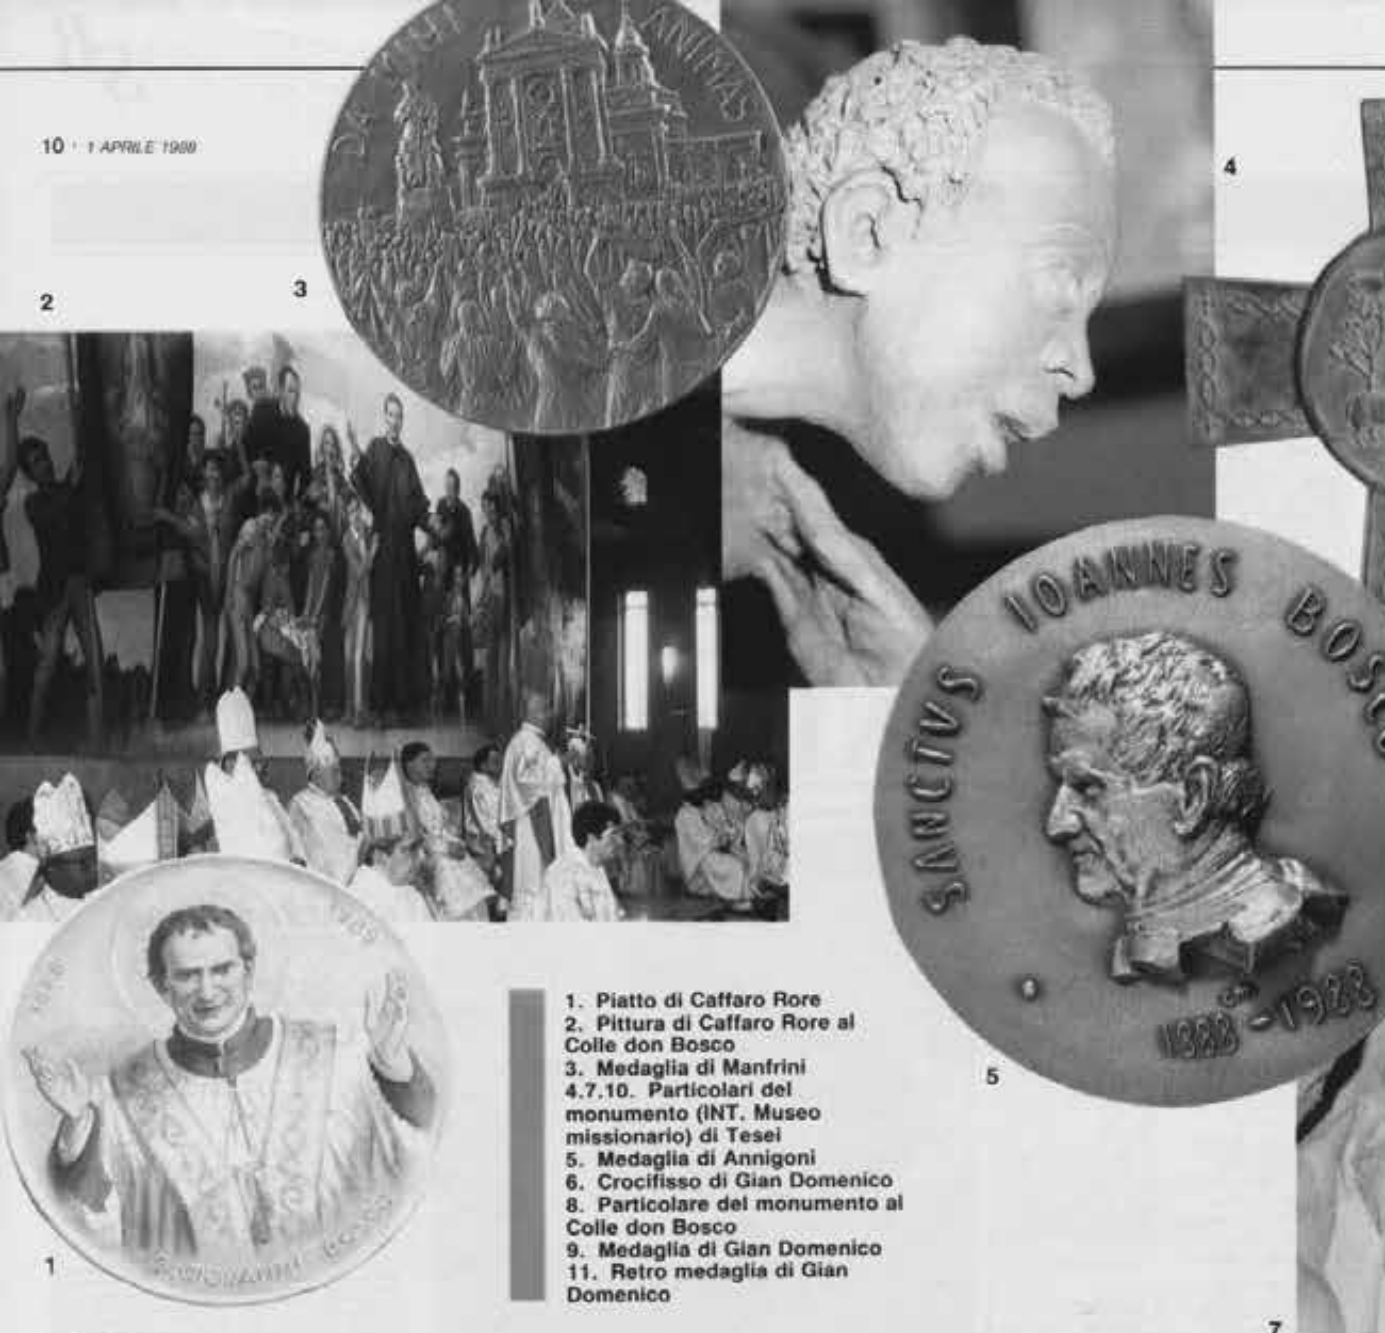 10 · 1 APRILE 1988
DA MIHI ANIMAS
4
2
3
SANCTVS IOANNES BOSCO
1888-1988
1. Piatto di Caffaro Rore
2. Pittura di Caffaro Rore al
Colle don Bosco
3. Medaglia di Manfrini
4.7.10. Particolari del
monumento (INT. Museo
missionario) di Tesei
5. Medaglia di Annigoni
6. Crocifisso di Gian Domenico
8. Particolare del monumento al
Colle don Bosco
9. Medaglia di Gian Domenico
11. Retro medaglia di Gian
Domenico
5
1
7